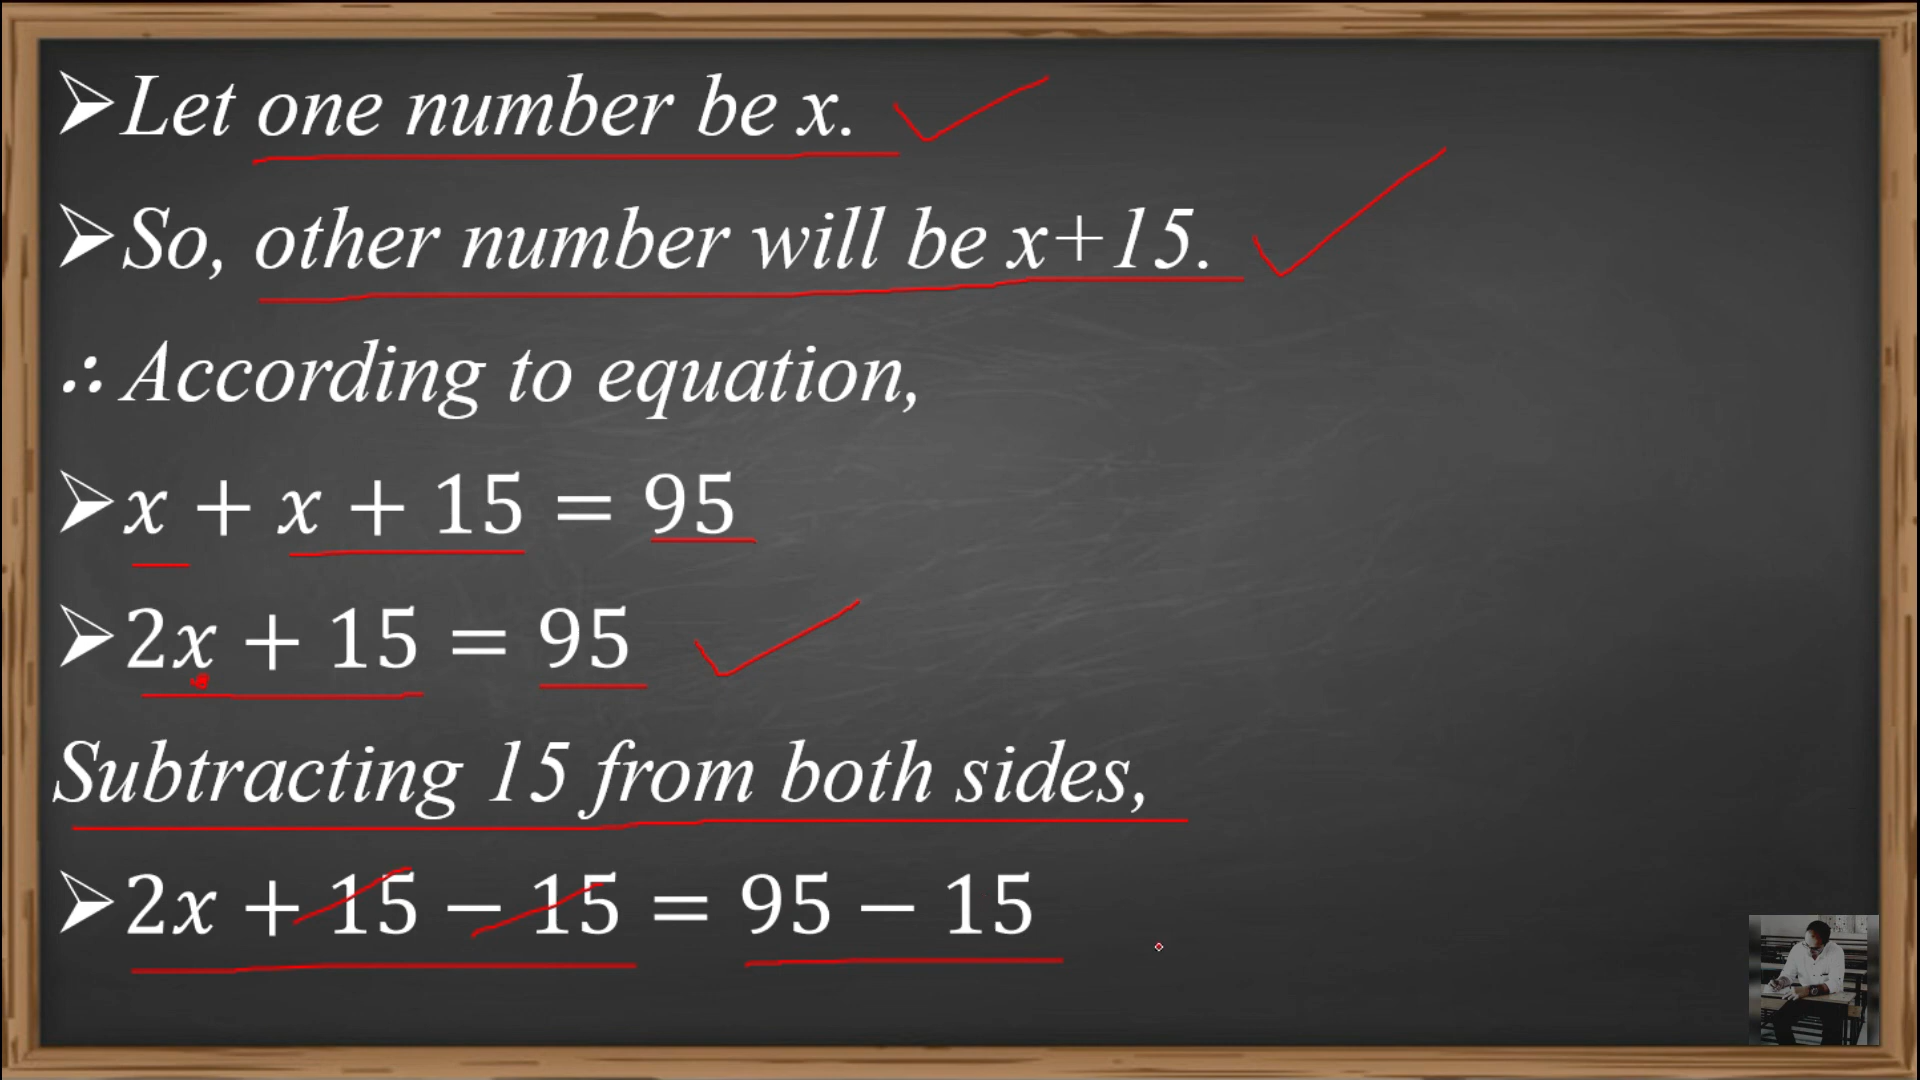 ➢Let one number be x.
➢So, other number will be x+15.
∴ According to equation,
➢x + x + 15 = 95
➢2x + 15 = 95
Subtracting 15 from both sides,
➢2x + 15 − 15 = 95 − 15